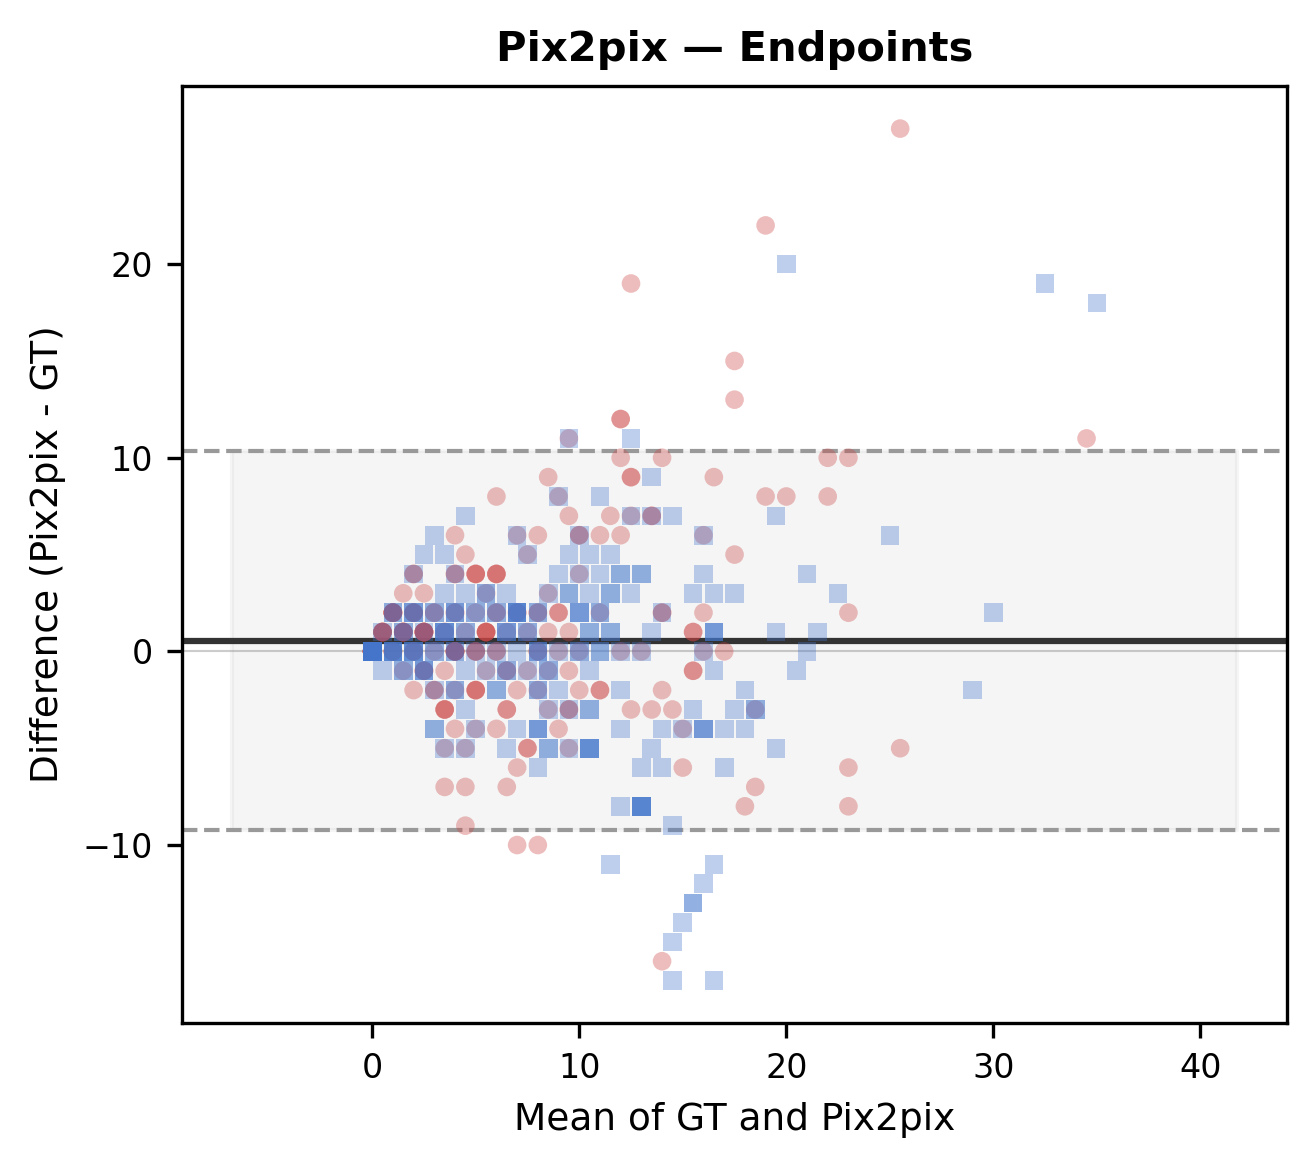 Pix2pix — Endpoints
Difference (Pix2pix - GT)
20
10
0
−10
0 10 20 30 40
Mean of GT and Pix2pix